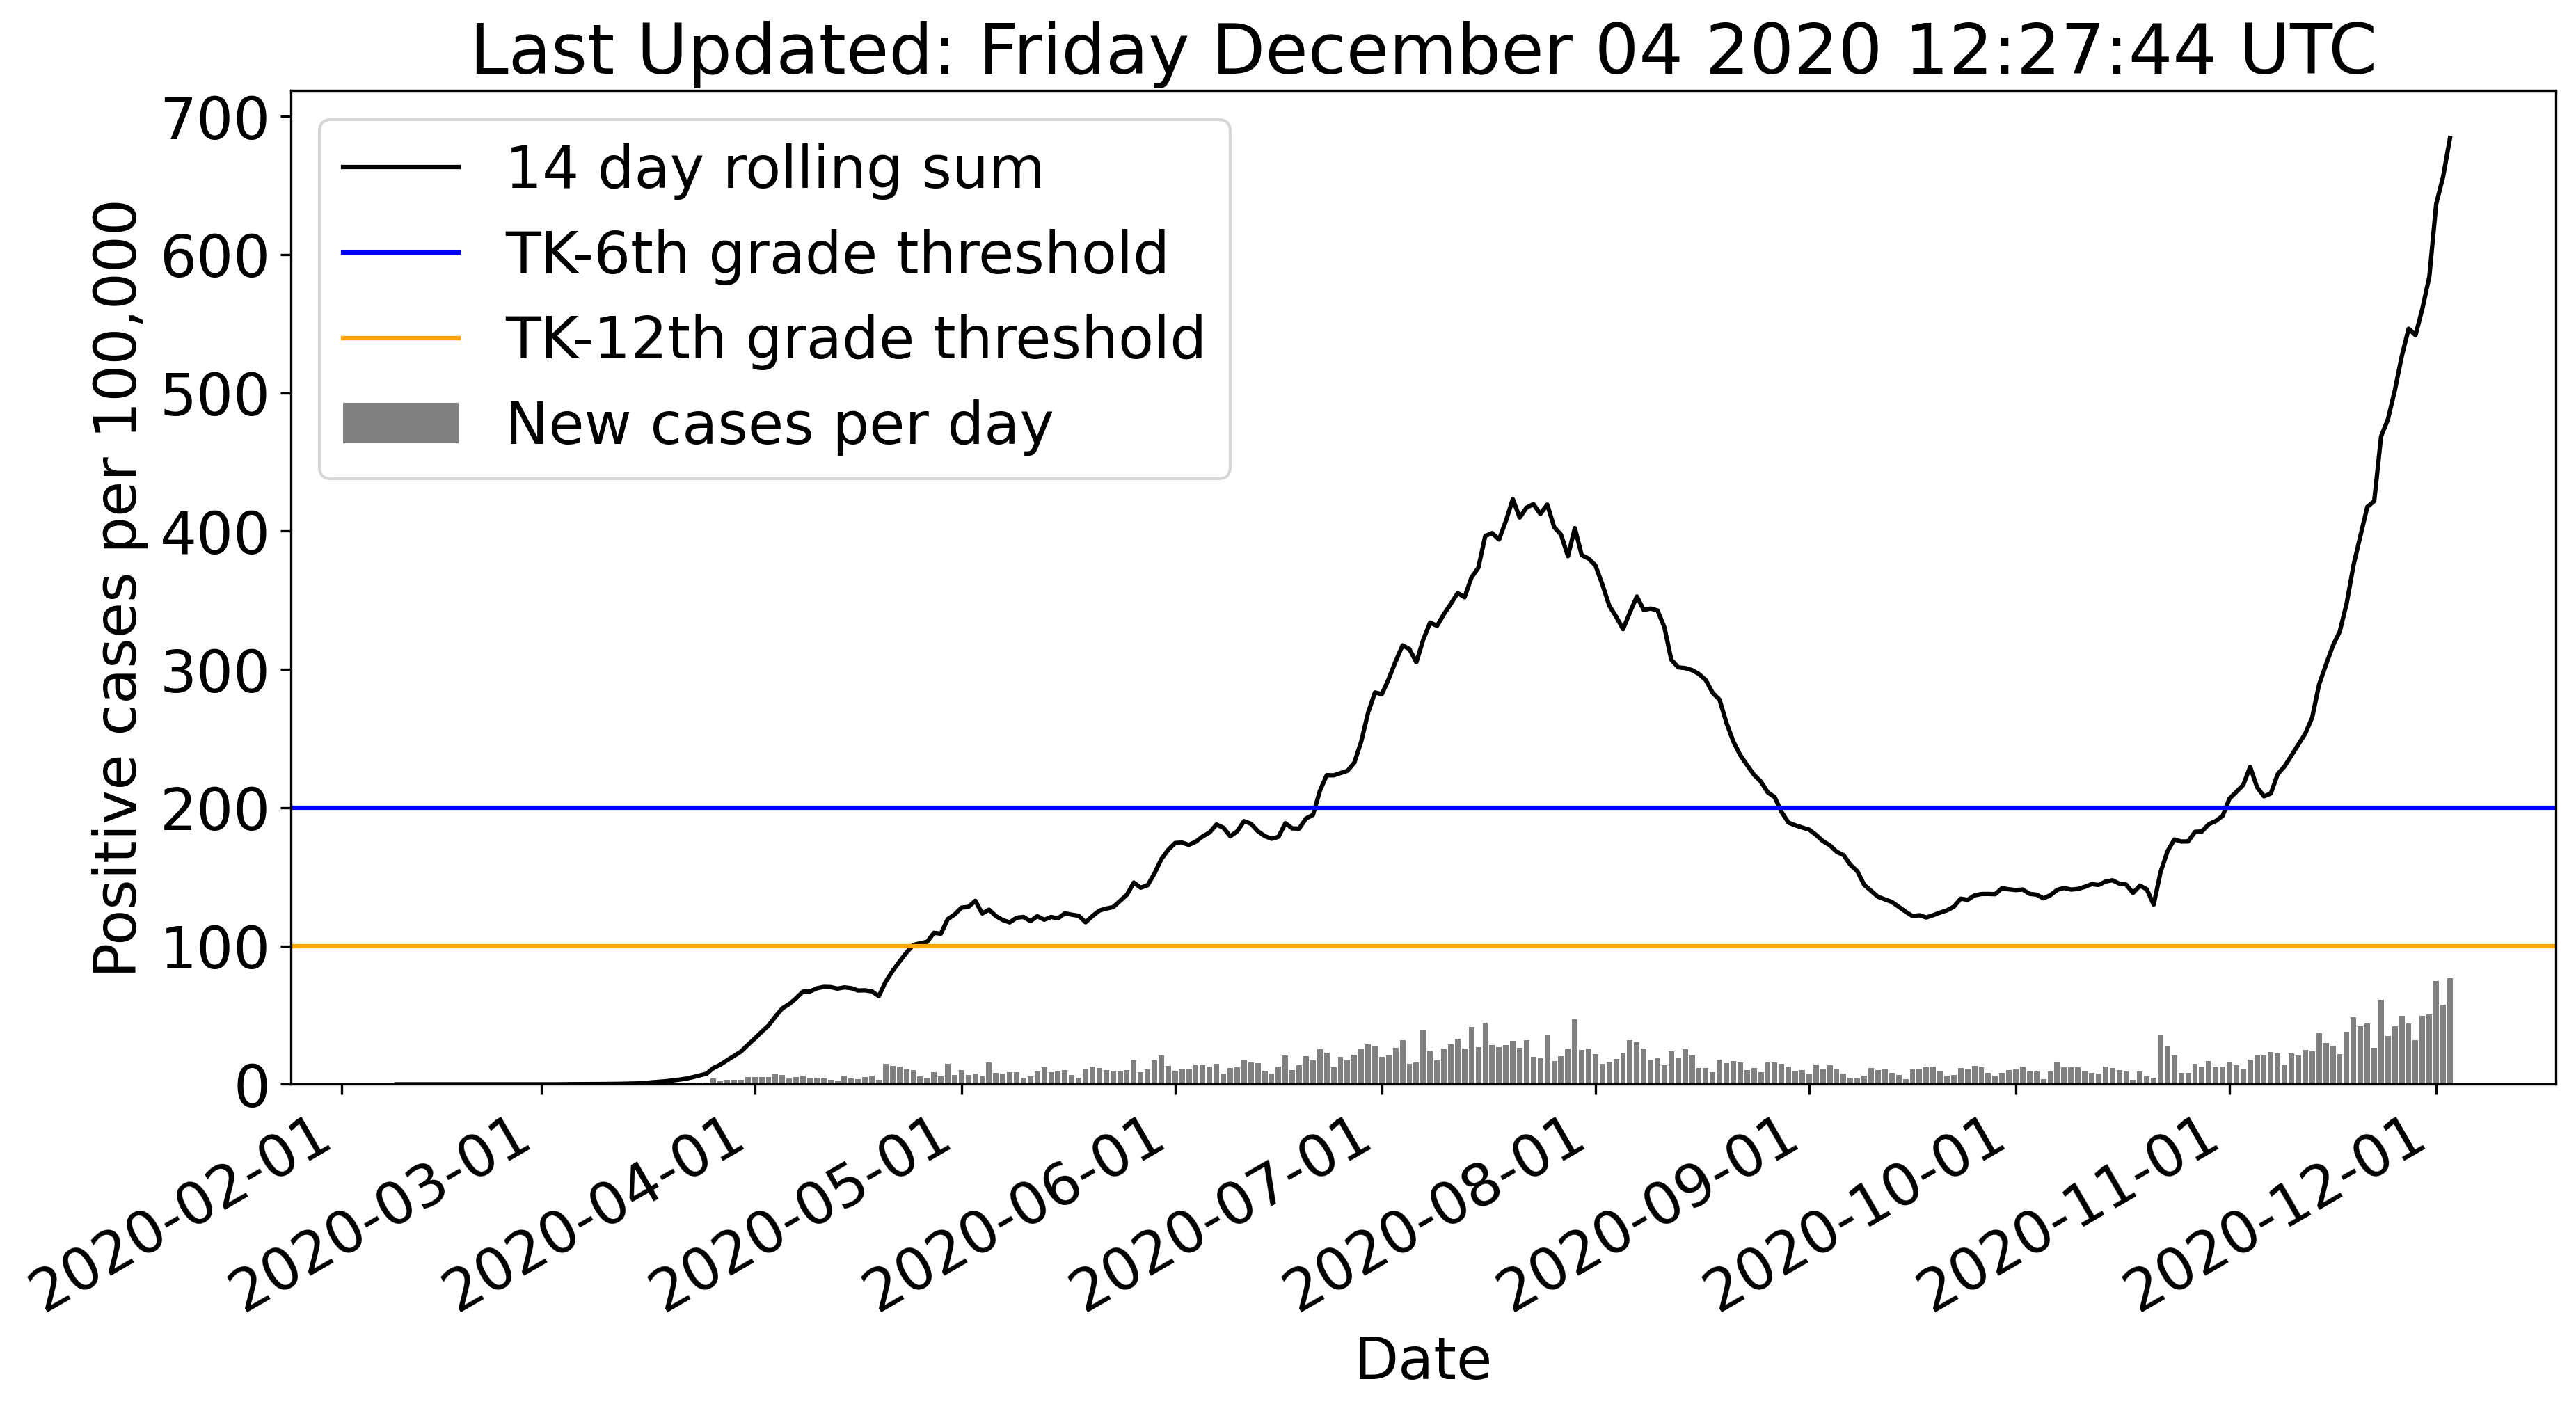 Last Updated: Friday December 04 2020 12:27:44 UTC
14 day rolling sum
TK-6th grade threshold
TK-12th grade threshold
New cases per day
Positive cases per 100,000
700
600
500
400
300
200
100
0
2020-02-01
2020-03-01
2020-04-01
2020-05-01
2020-06-01
2020-07-01
2020-08-01
2020-09-01
2020-10-01
2020-11-01
2020-12-01
Date